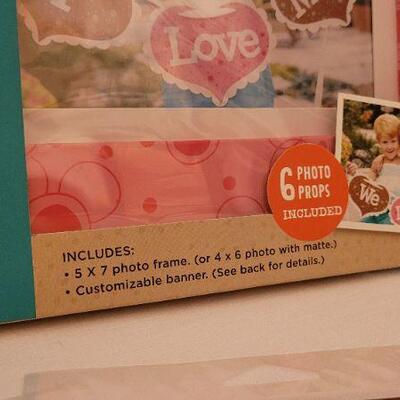 Love
6 PHOTO
PROPS
INCLUDED
We
INCLUDES:
• 5 X 7 photo frame. (or 4 x 6 photo with matte.)
• Customizable banner. (See back for details.)